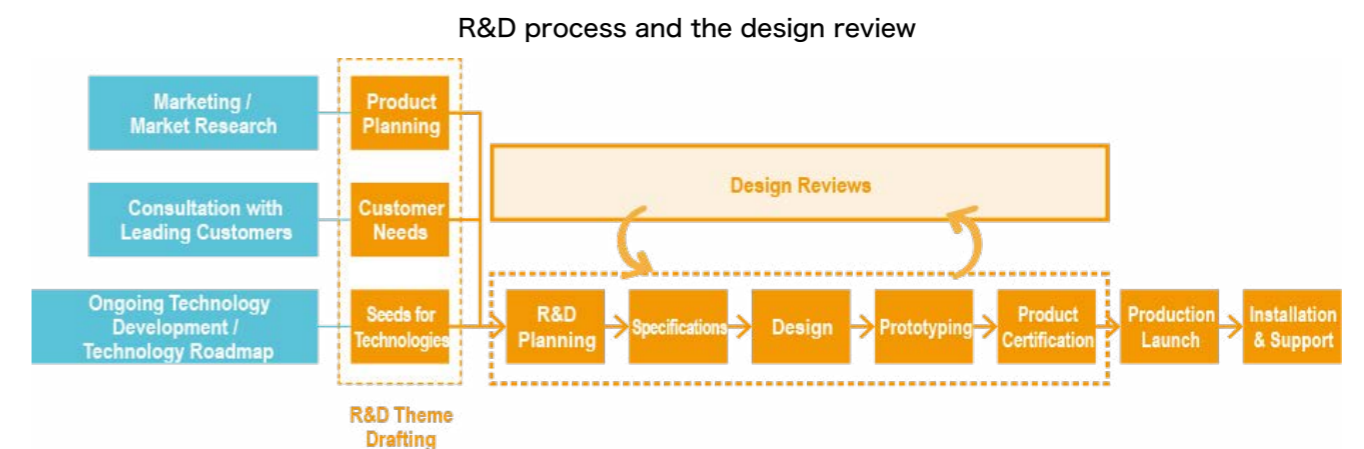 R&D process and the design review
Marketing /
Market Research
Product
Planning
Design Reviews
Consultation with
Leading Customers
Customer
Needs
Ongoing Technology
Development /
Technology Roadmap
Seeds for
Technologies
R&D
Planning
Specifications
Design
Prototyping
Product
Certification
Production
Launch
Installation
& Support
R&D Theme
Drafting